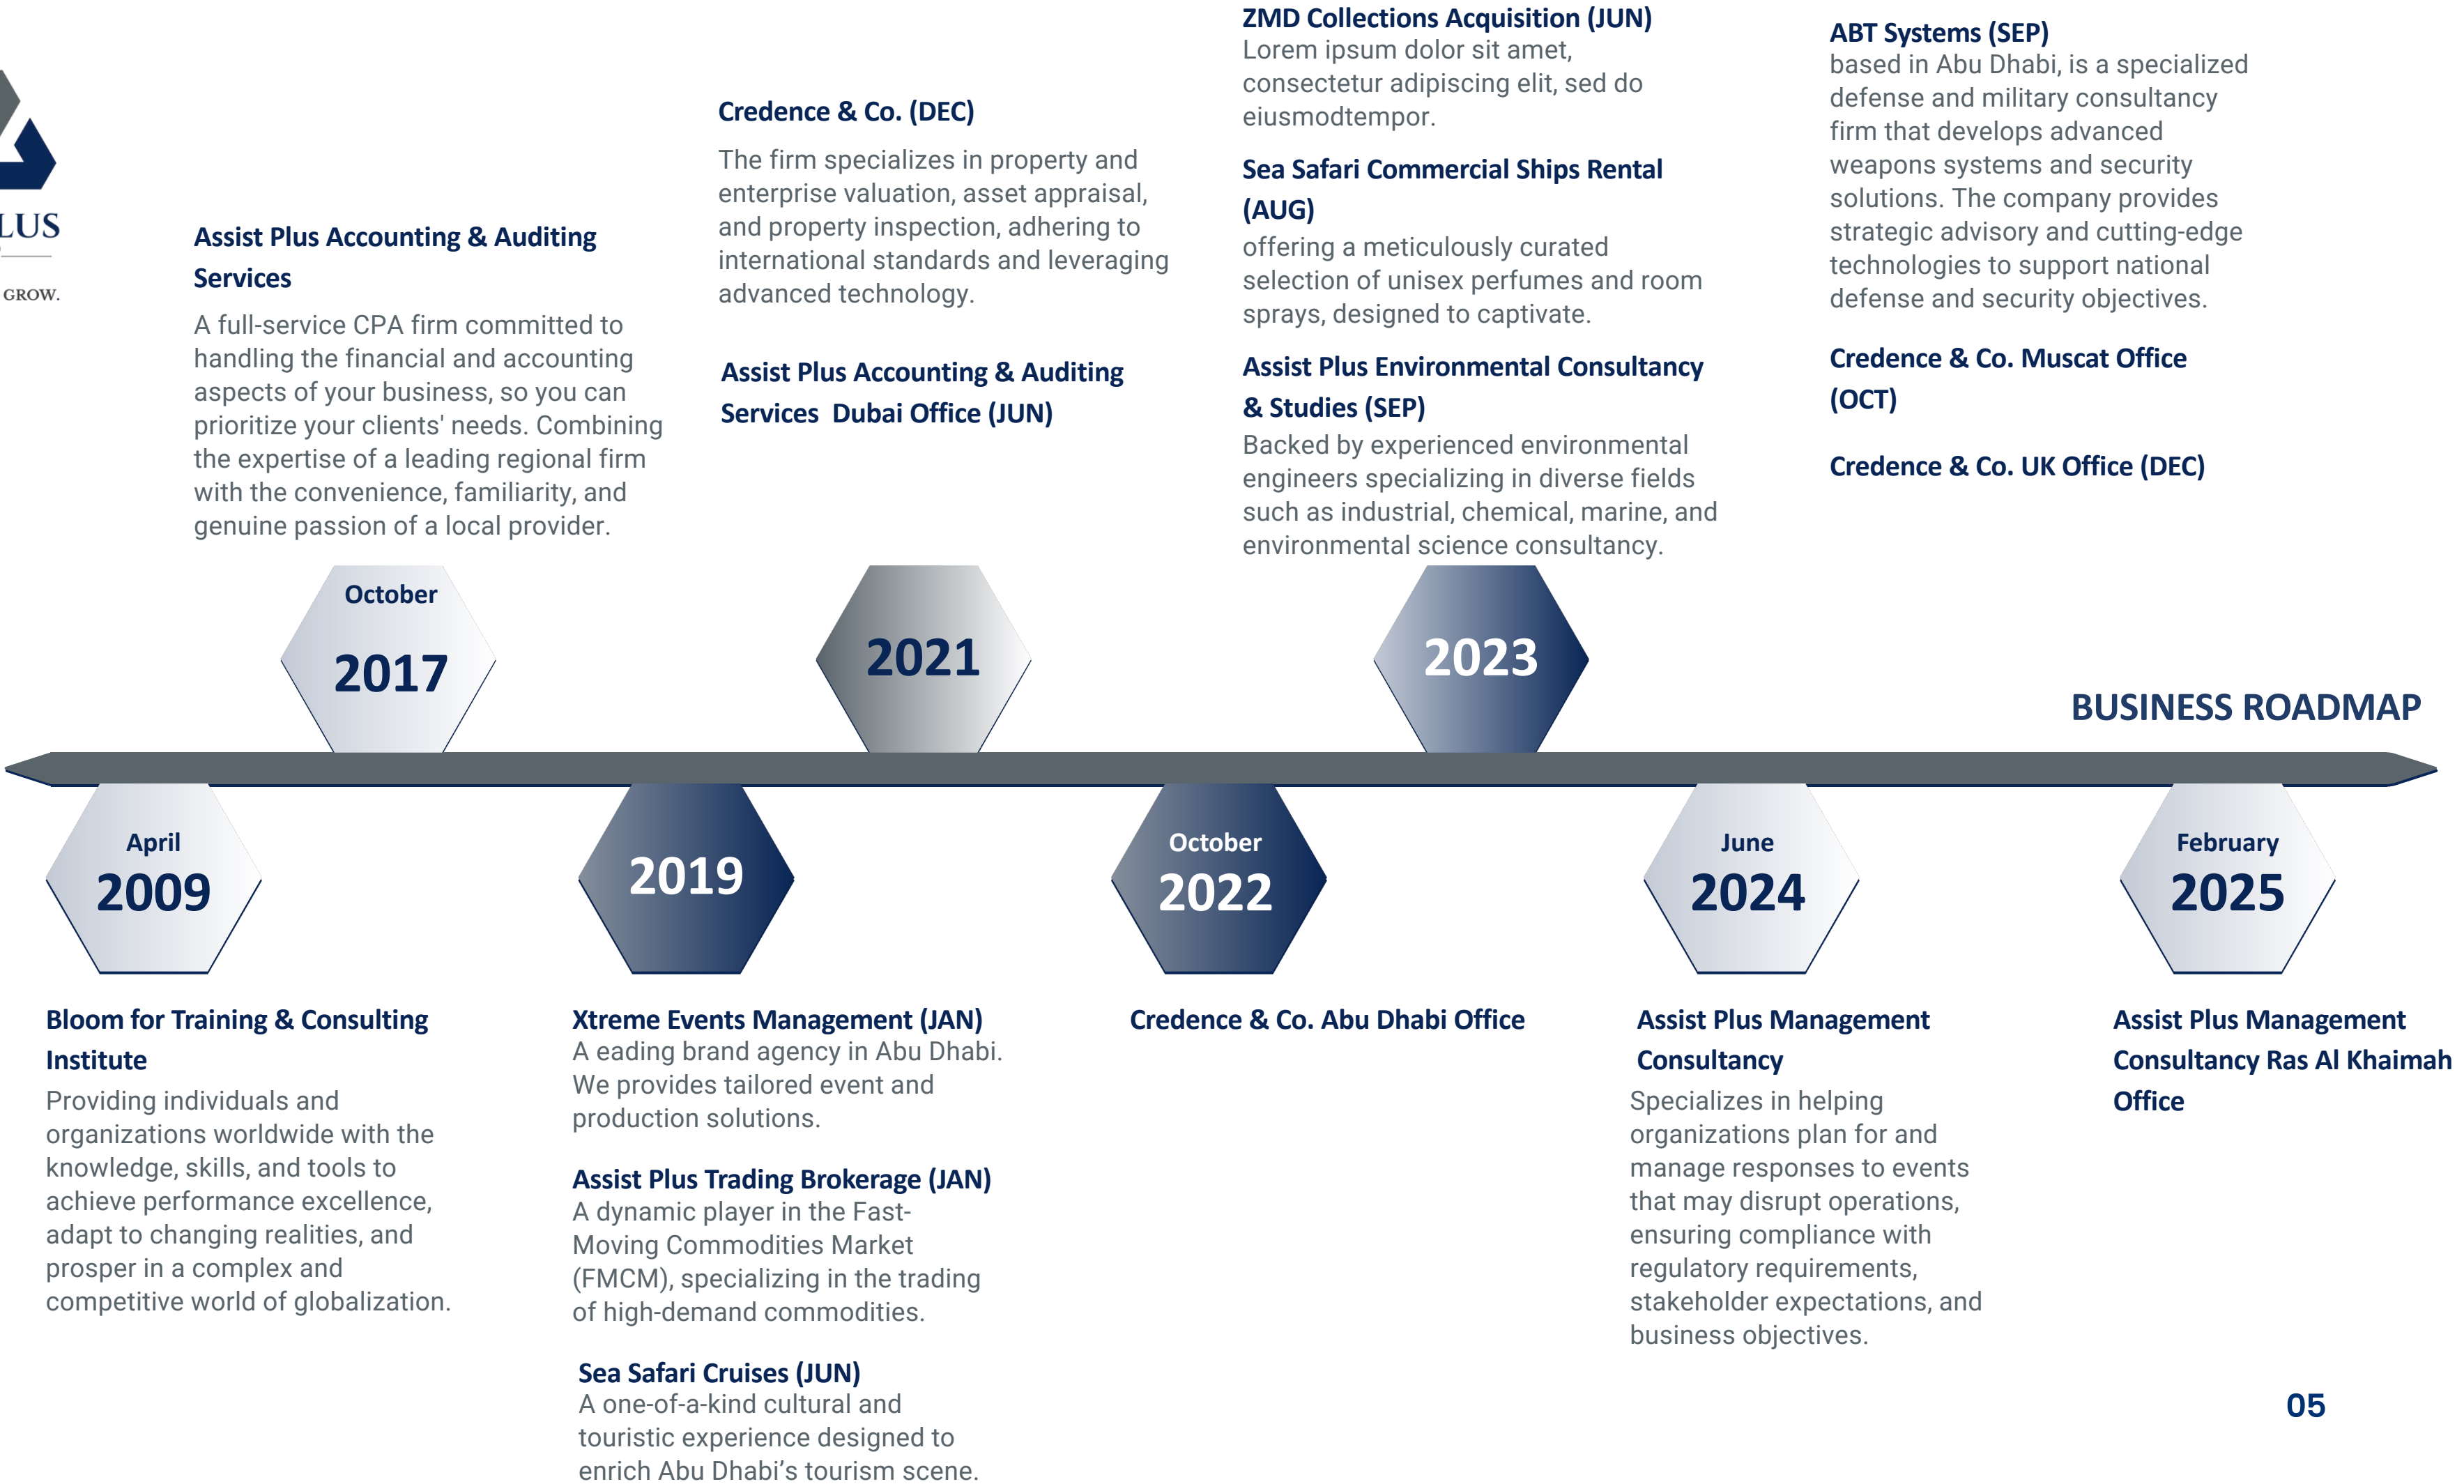 LUS
GROW.
Assist Plus Accounting & Auditing
Services
A full-service CPA firm committed to
handling the financial and accounting
aspects of your business, so you can
prioritize your clients' needs. Combining
the expertise of a leading regional firm
with the convenience, familiarity, and
genuine passion of a local provider.
October
2017
Credence & Co. (DEC)
The firm specializes in property and
enterprise valuation, asset appraisal,
and property inspection, adhering to
international standards and leveraging
advanced technology.
Assist Plus Accounting & Auditing
Services Dubai Office (JUN)
2021
ZMD Collections Acquisition (JUN)
Lorem ipsum dolor sit amet,
consectetur adipiscing elit, sed do
eiusmodtempor.
Sea Safari Commercial Ships Rental
(AUG)
offering a meticulously curated
selection of unisex perfumes and room
sprays, designed to captivate.
Assist Plus Environmental Consultancy
& Studies (SEP)
Backed by experienced environmental
engineers specializing in diverse fields
such as industrial, chemical, marine, and
environmental science consultancy.
2023
ABT Systems (SEP)
based in Abu Dhabi, is a specialized
defense and military consultancy
firm that develops advanced
weapons systems and security
solutions. The company provides
strategic advisory and cutting-edge
technologies to support national
defense and security objectives.
Credence & Co. Muscat Office
(OCT)
Credence & Co. UK Office (DEC)
BUSINESS ROADMAP
April
2009
Bloom for Training & Consulting
Institute
Providing individuals and
organizations worldwide with the
knowledge, skills, and tools to
achieve performance excellence,
adapt to changing realities, and
prosper in a complex and
competitive world of globalization.
2019
Xtreme Events Management (JAN)
A eading brand agency in Abu Dhabi.
We provides tailored event and
production solutions.
Assist Plus Trading Brokerage (JAN)
A dynamic player in the Fast-
Moving Commodities Market
(FMCM), specializing in the trading
of high-demand commodities.
Sea Safari Cruises (JUN)
A one-of-a-kind cultural and
touristic experience designed to
enrich Abu Dhabi’s tourism scene.
October
2022
Credence & Co. Abu Dhabi Office
June
2024
Assist Plus Management
Consultancy
Specializes in helping
organizations plan for and
manage responses to events
that may disrupt operations,
ensuring compliance with
regulatory requirements,
stakeholder expectations, and
business objectives.
February
2025
Assist Plus Management
Consultancy Ras Al Khaimah
Office
05